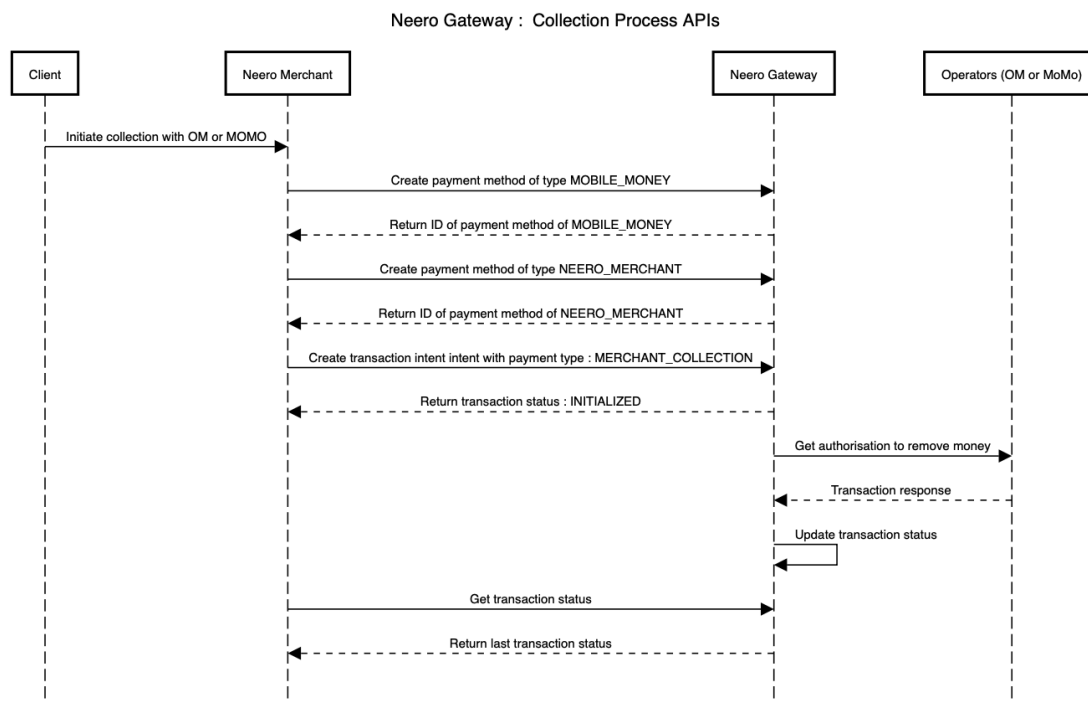 Neero Gateway : Collection Process APIs
Client
Neero Merchant
Neero Gateway
Operators (OM or MoMo)
Initiate collection with OM or MOMO
Create payment method of type MOBILE_MONEY
Return ID of payment method of MOBILE_MONEY
Create payment method of type NEERO_MERCHANT
Return ID of payment method of NEERO_MERCHANT
Create transaction intent intent with payment type : MERCHANT_COLLECTION
Return transaction status : INITIALIZED
Get authorisation to remove money
Transaction response
Update transaction status
Get transaction status
Return last transaction status